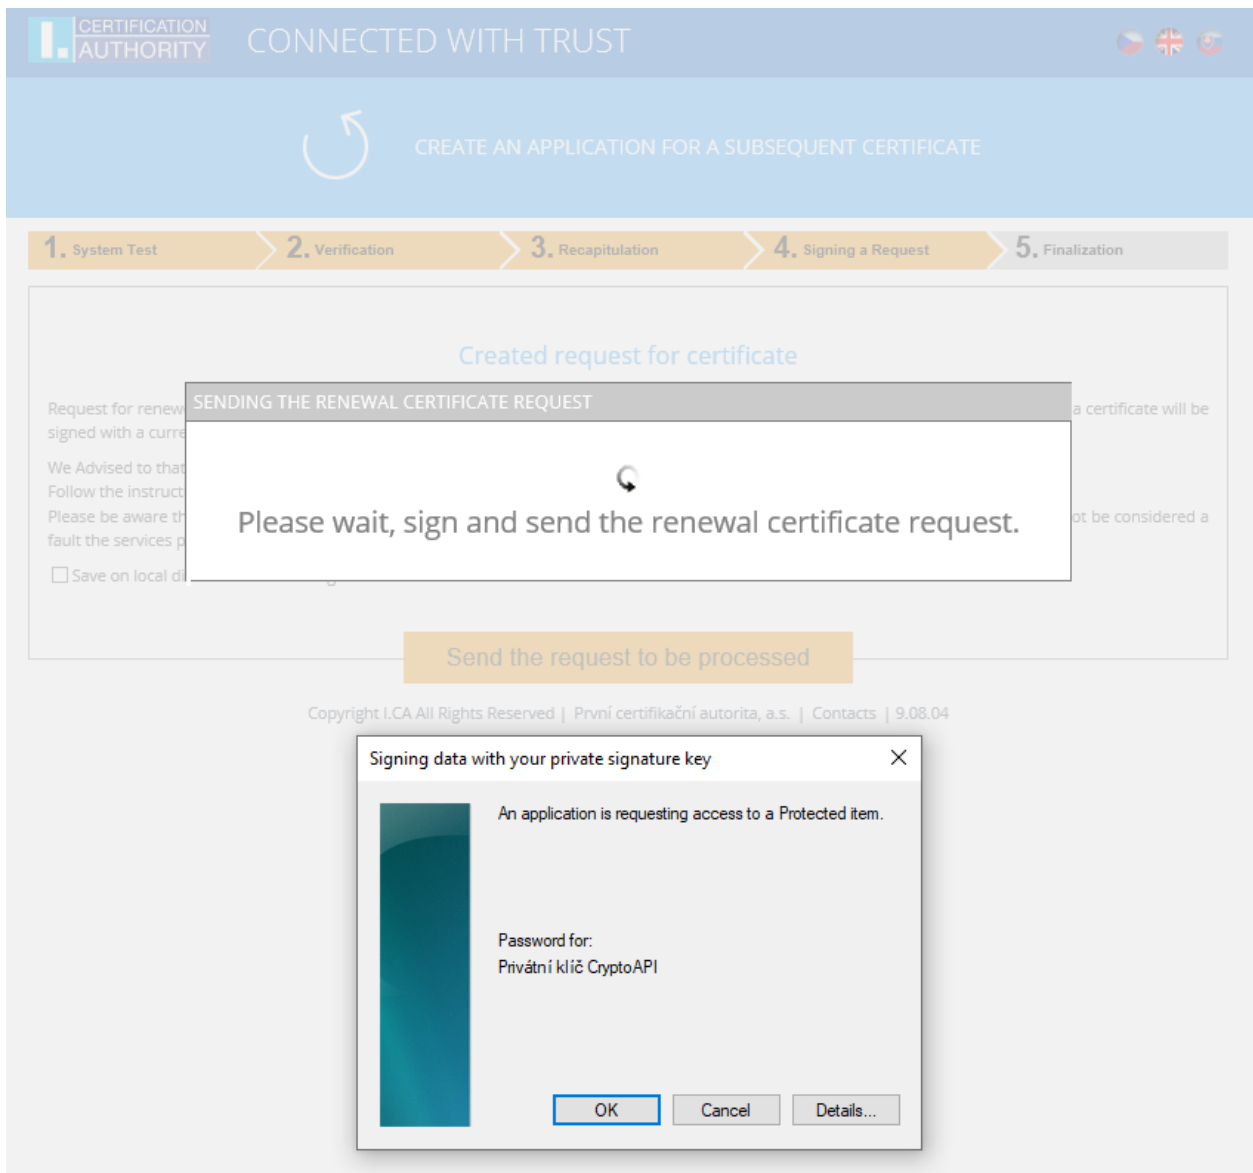 CERTIFICATION
AUTHORITY
CONNECTED WITH TRUST
CREATE AN APPLICATION FOR A SUBSEQUENT CERTIFICATE
1. System Test
2. Verification
3. Recapitulation
4. Signing a Request
5. Finalization
Created request for certificate
Request for renew
a certificate will be
signed with a curre
We Advised to that
Follow the instruct
Please be aware th
ot be considered a
fault the services p
Save on local di
SENDING THE RENEWAL CERTIFICATE REQUEST
Please wait, sign and send the renewal certificate request.
Send the request to be processed
Copyright I.CA All Rights Reserved | První certifikační autorita, a.s. | Contacts | 9.08.04
Signing data with your private signature key
An application is requesting access to a Protected item.
Password for:
Privátní klíč CryptoAPI
OK
Cancel
Details...